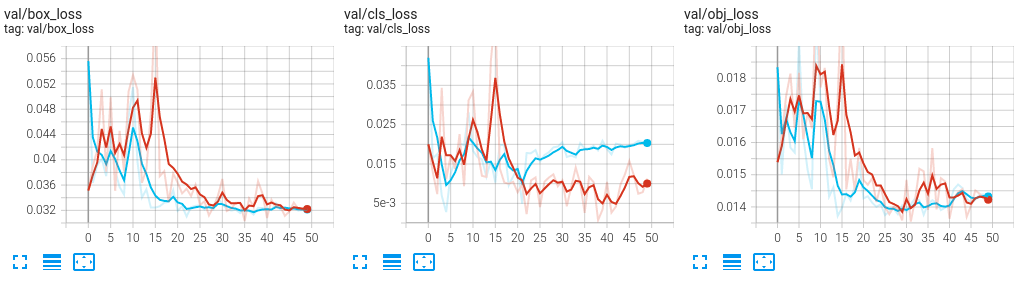 val/box_loss
tag: val/box_loss
0.056
0.052
0.048
0.044
0.04
0.036
0.032
0 5 10 15 20 25 30 35 40 45 50
val/cls_loss
tag: val/cls_loss
0.035
0.025
0.015
5e-3
0 5 10 15 20 25 30 35 40 45 50
val/obj_loss
tag: val/obj_loss
0.018
0.017
0.016
0.015
0.014
0 5 10 15 20 25 30 35 40 45 50